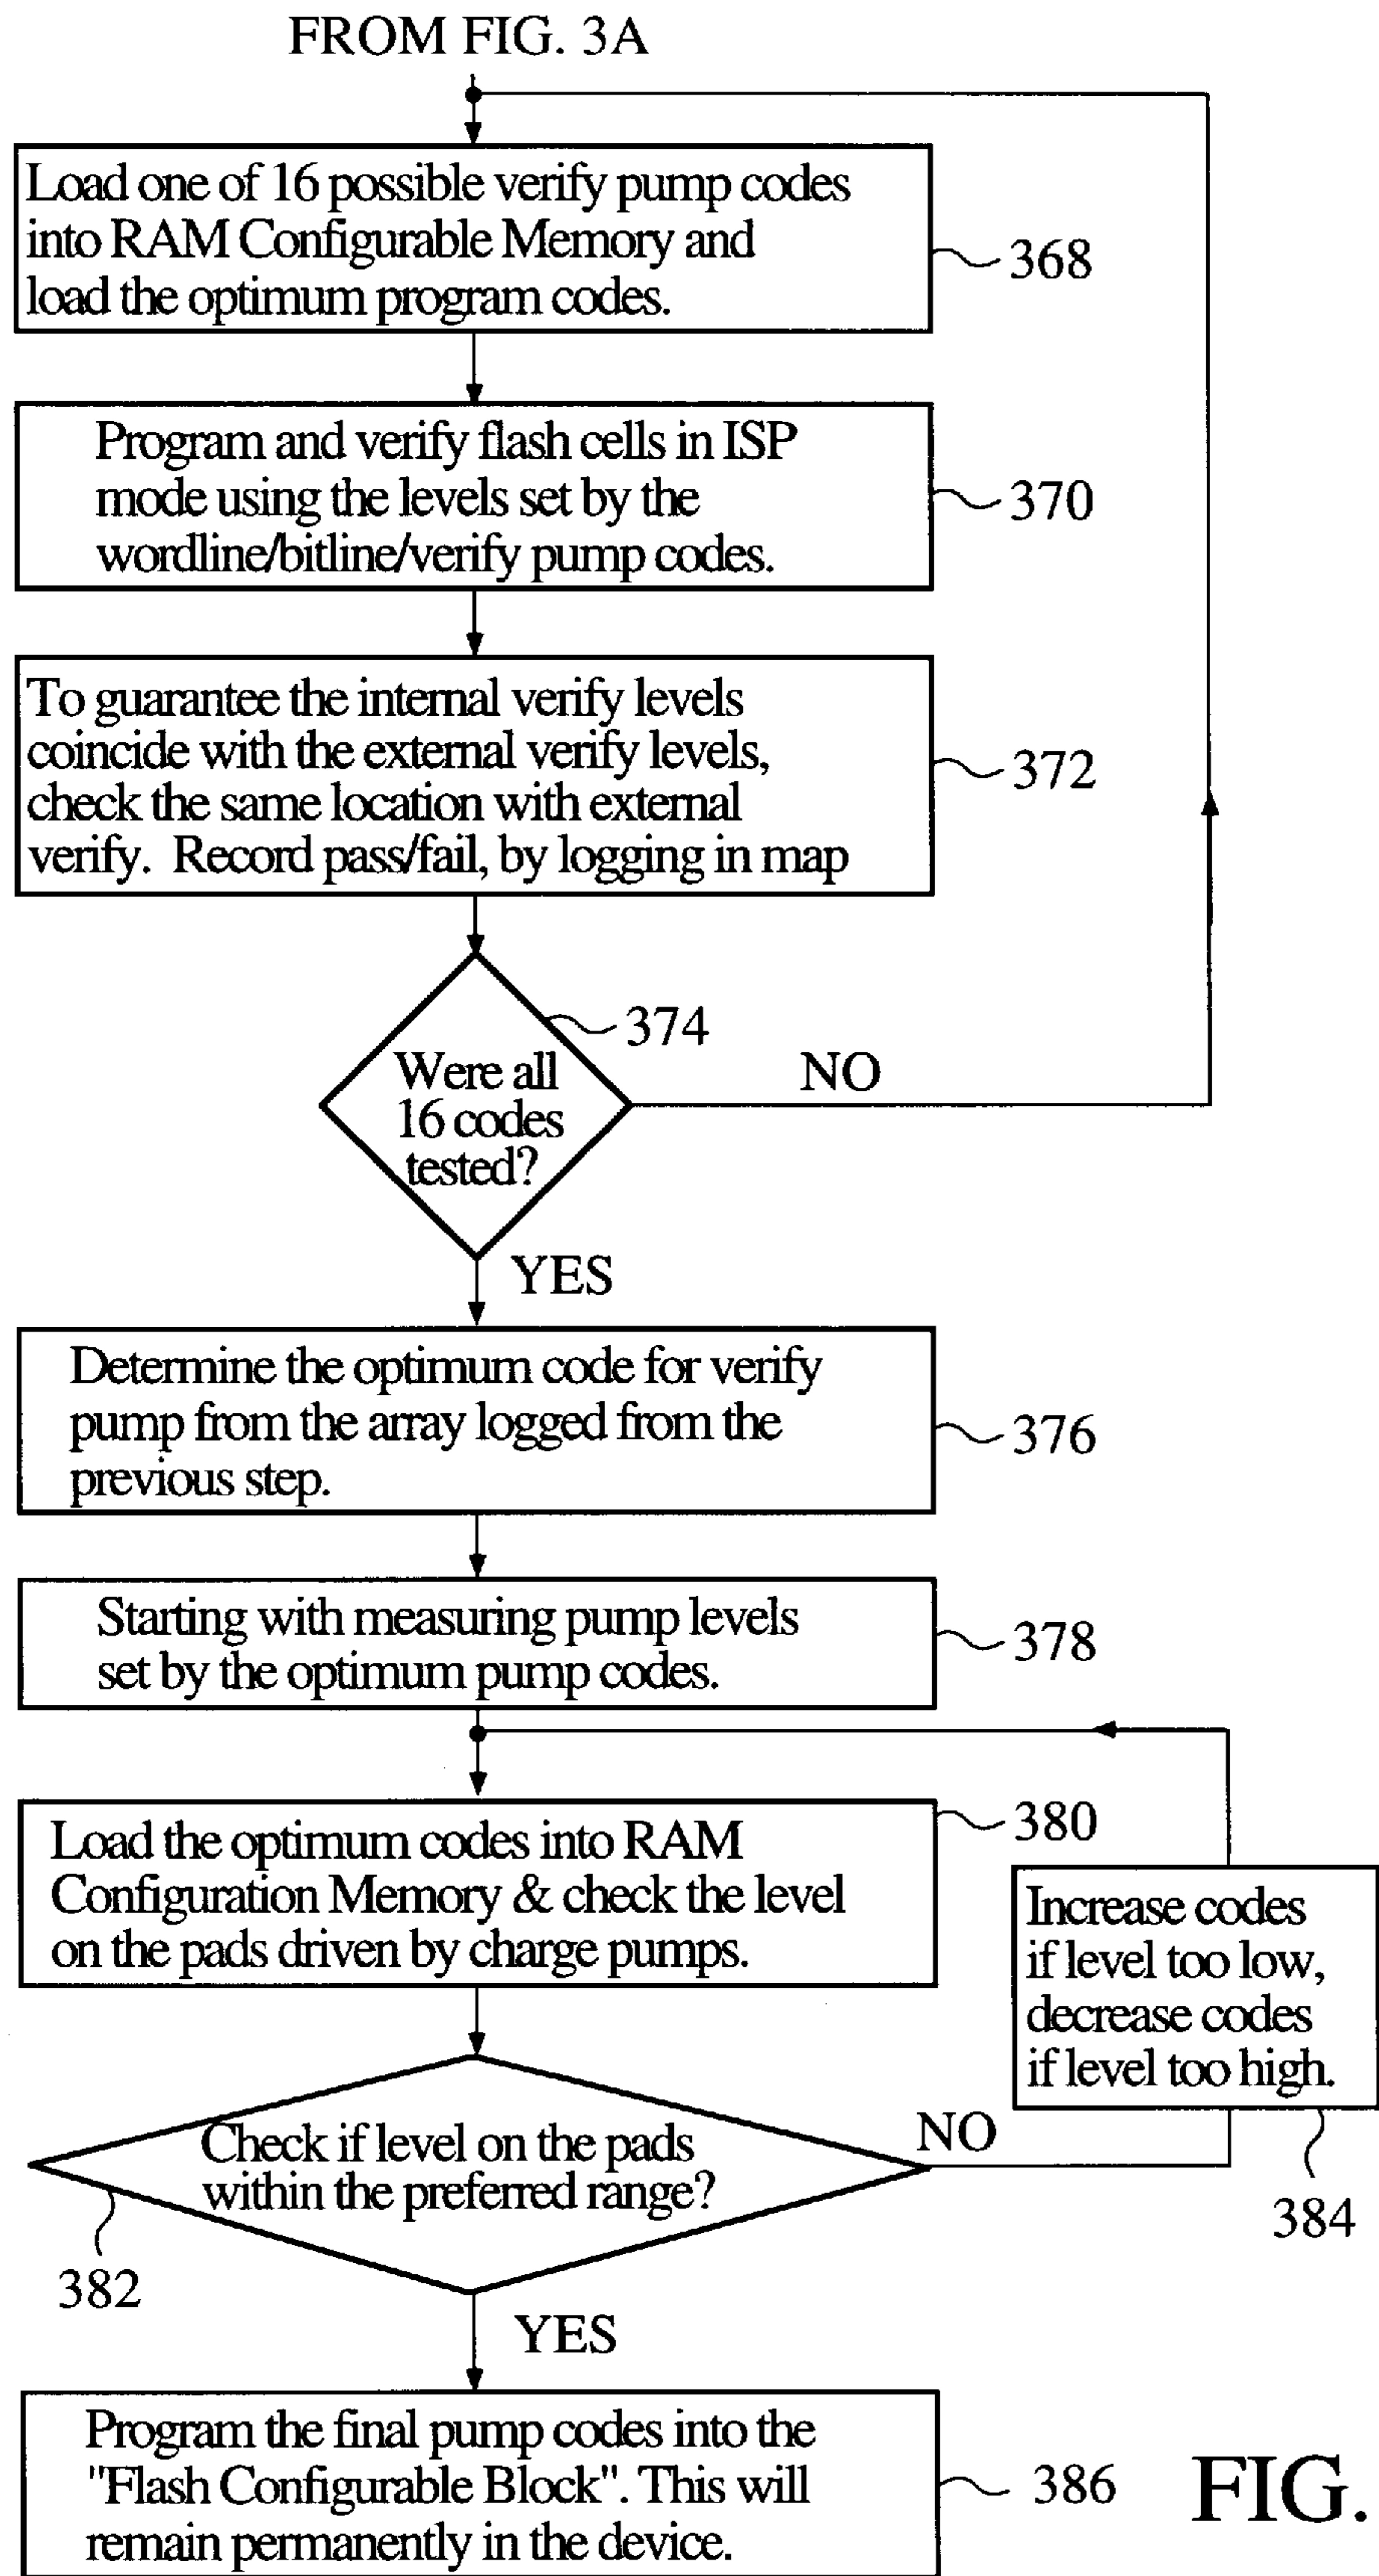 FROM FIG. 3A
Load one of 16 possible verify pump codes
into RAM Configurable Memory and
load the optimum program codes.
368
Program and verify flash cells in ISP
mode using the levels set by the
wordline/bitline/verify pump codes.
370
To guarantee the internal verify levels
coincide with the external verify levels,
check the same location with external
verify. Record pass/fail, by logging in map
372
374
Were all
16 codes
tested?
NO
YES
Determine the optimum code for verify
pump from the array logged from the
previous step.
376
Starting with measuring pump levels
set by the optimum pump codes.
378
Load the optimum codes into RAM
Configuration Memory & check the level
on the pads driven by charge pumps.
380
Increase codes
if level too low,
decrease codes
if level too high.
384
Check if level on the pads
within the preferred range?
NO
382
YES
Program the final pump codes into the
"Flash Configurable Block". This will
remain permanently in the device.
386
FIG.